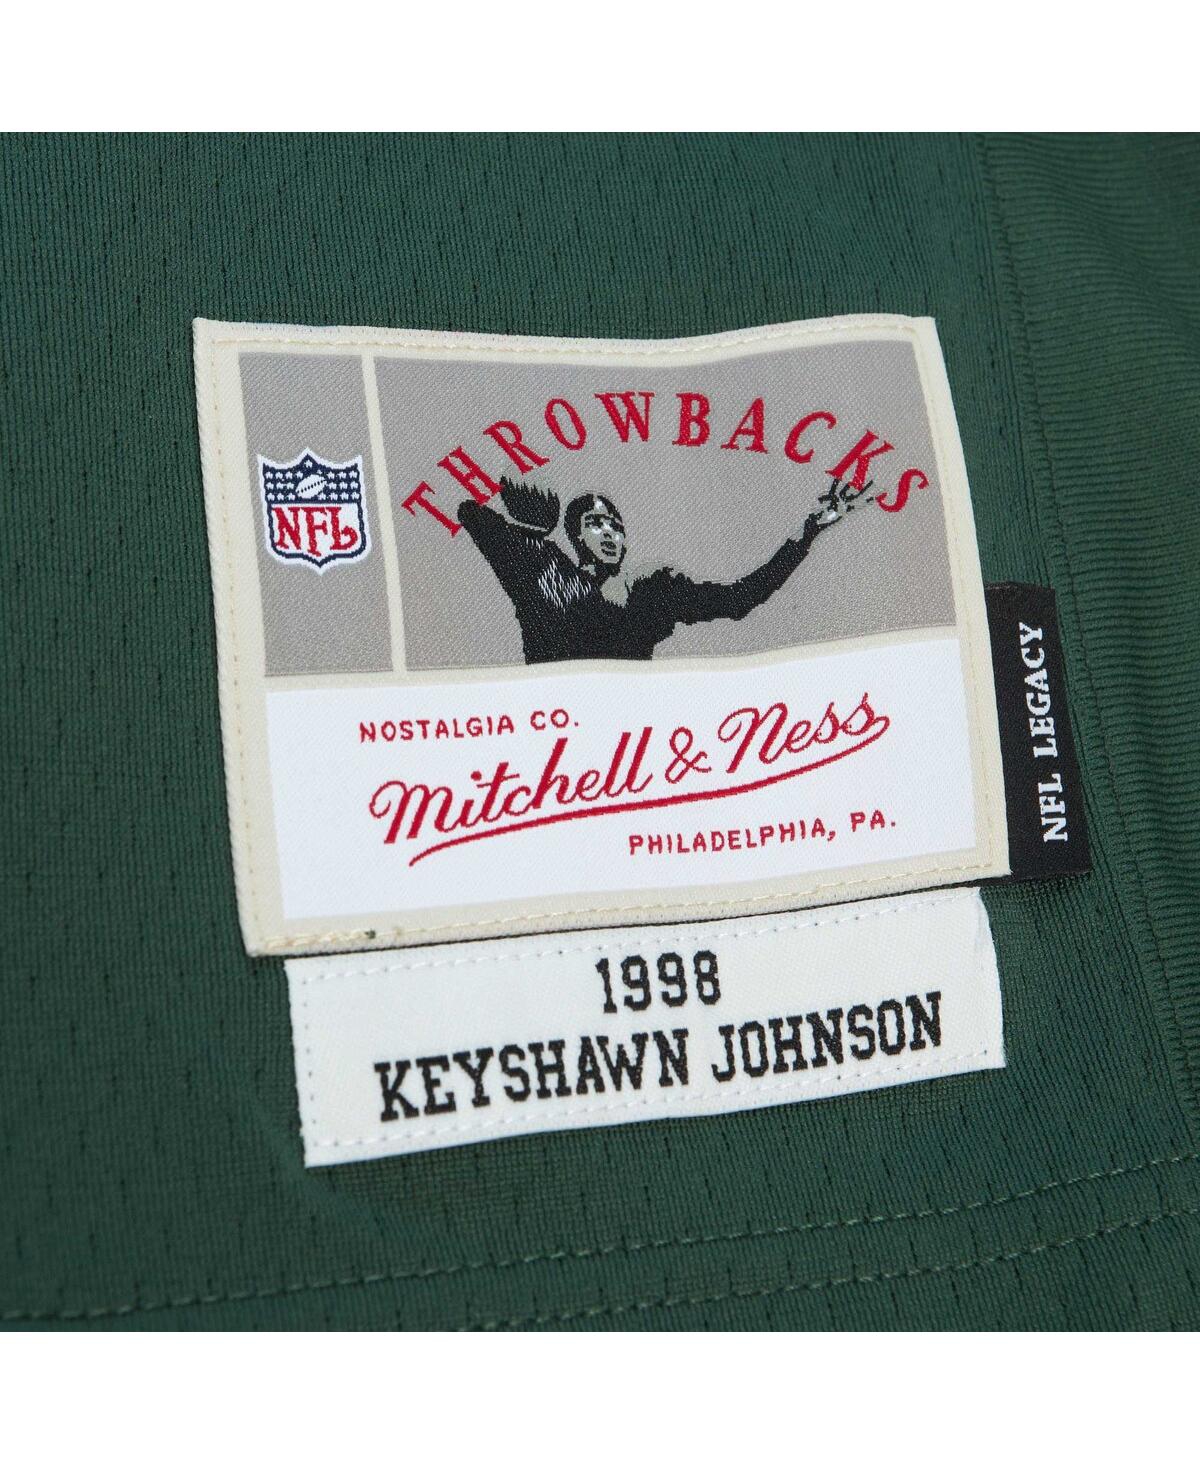 THROWBACKS
NFL
NOSTALGIA CO.
Mitchell & Ness
PHILADELPHIA, PA.
NFL LEGACY
1998
KEYSHAWN JOHNSON